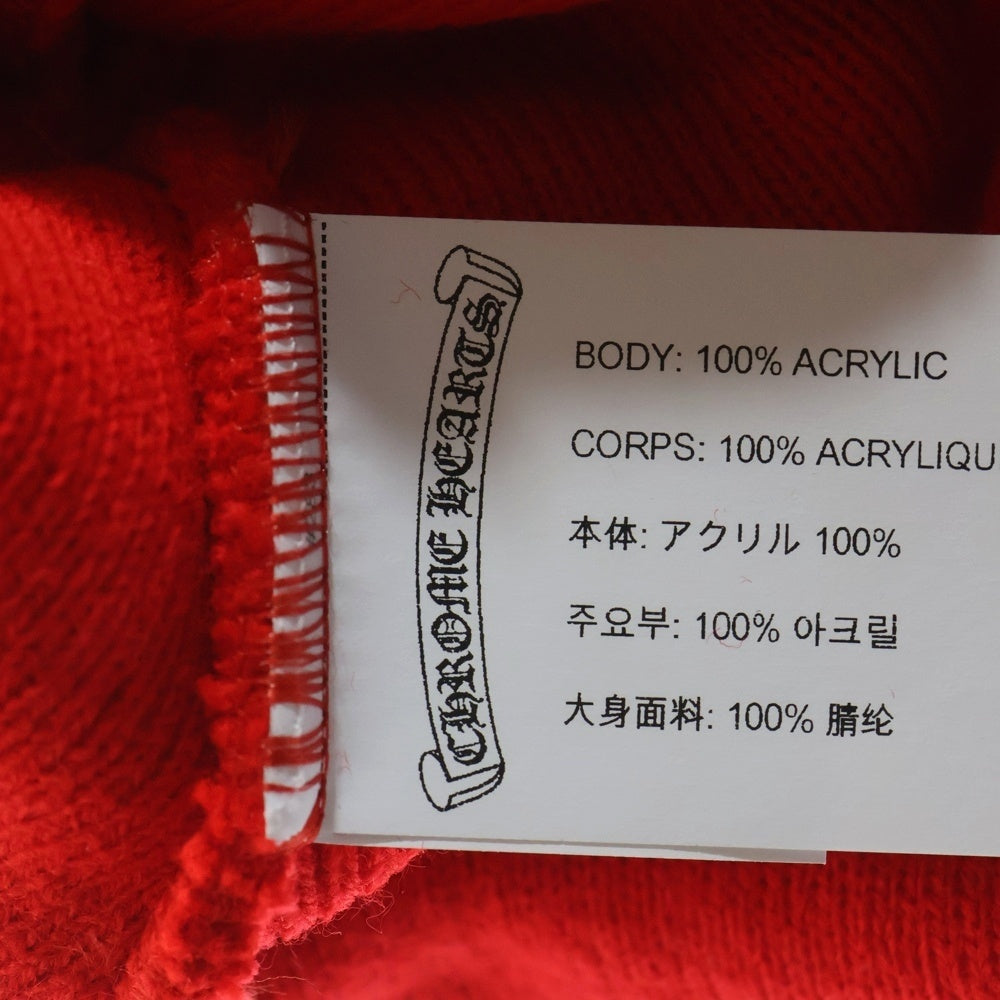 CHROME HEARTS
BODY: 100% ACRYLIC
CORPS: 100% ACRYLIQU
本体: アクリル 100%
주요부: 100% 아크릴
大身面料: 100% 腈纶